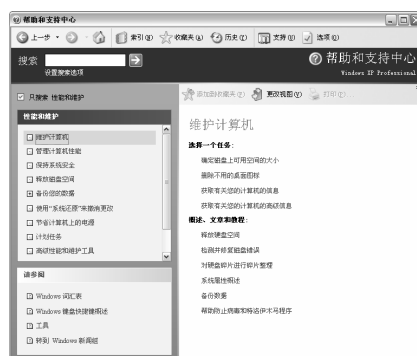 帮助和支持中心
上一步 索引(I) 收藏夹(A) 历史(H) 支持(S) 选项(O)
搜索
设置搜索选项
帮助和支持中心
Windows XP Professional
只搜索 性能和维护
添加到收藏夹(F) 更改视图(V) 打印(P)...
性能和维护
维护计算机
管理计算机性能
保持系统安全
释放磁盘空间
备份您的数据
使用“系统还原”来撤消更改
节省计算机上的电源
计划任务
高级性能和维护工具
请参阅
Windows 词汇表
Windows 键盘快捷键概述
工具
转到 Windows 新闻组
维护计算机
选择一个任务:
确定磁盘上可用空间的大小
删除不用的桌面图标
获取有关您的计算机的信息
获取有关您的计算机的高级信息
概述、文章和教程:
释放硬盘空间
检测并修复磁盘错误
对硬盘碎片进行碎片整理
系统属性概述
备份数据
帮助防止病毒和特洛伊木马程序